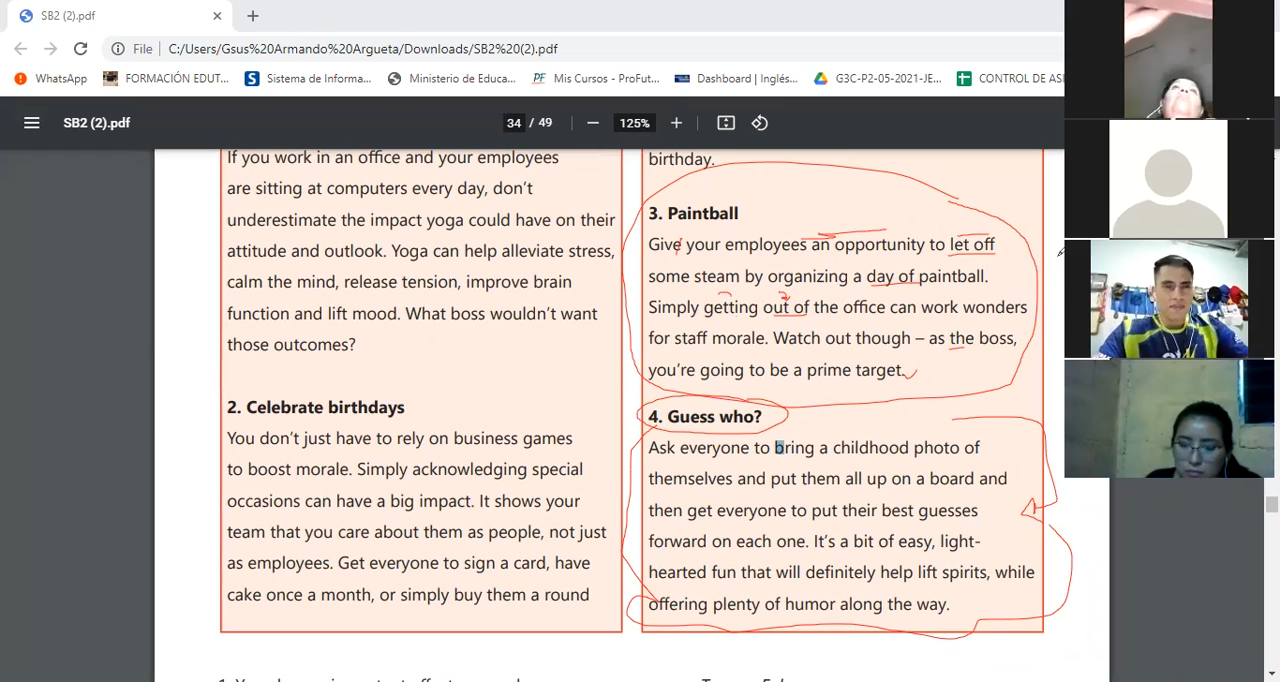 SB2 (2).pdf
File
C:/Users/Gsus%20Armando%20Argueta/Downloads/SB2%20(2).pdf
WhatsApp
FORMACIÓN EDUT...
Sistema de Informa...
Ministerio de Educa...
Mis Cursos - ProFut...
Dashboard | Inglés...
G3C-P2-05-2021-JE...
CONTROL DE
SB2 (2).pdf
34 / 49
125%
If you work in an office and your employees
are sitting at computers every day, don't
underestimate the impact yoga could have on their
attitude and outlook. Yoga can help alleviate stress,
calm the mind, release tension, improve brain
function and lift mood. What boss wouldn't want
those outcomes?
2. Celebrate birthdays
You don't just have to rely on business games
to boost morale. Simply acknowledging special
occasions can have a big impact. It shows your
team that you care about them as people, not just
as employees. Get everyone to sign a card, have
cake once a month, or simply buy them a round
birthday.
3. Paintball
Give your employees an opportunity to let off
some steam by organizing a day of paintball.
Simply getting out of the office can work wonders
for staff morale. Watch out though – as the boss,
you're going to be a prime target.
4. Guess who?
Ask everyone to bring a childhood photo of
themselves and put them all up on a board and
then get everyone to put their best guesses
forward on each one. It's a bit of easy, light-
hearted fun that will definitely help lift spirits, while
offering plenty of humor along the way.